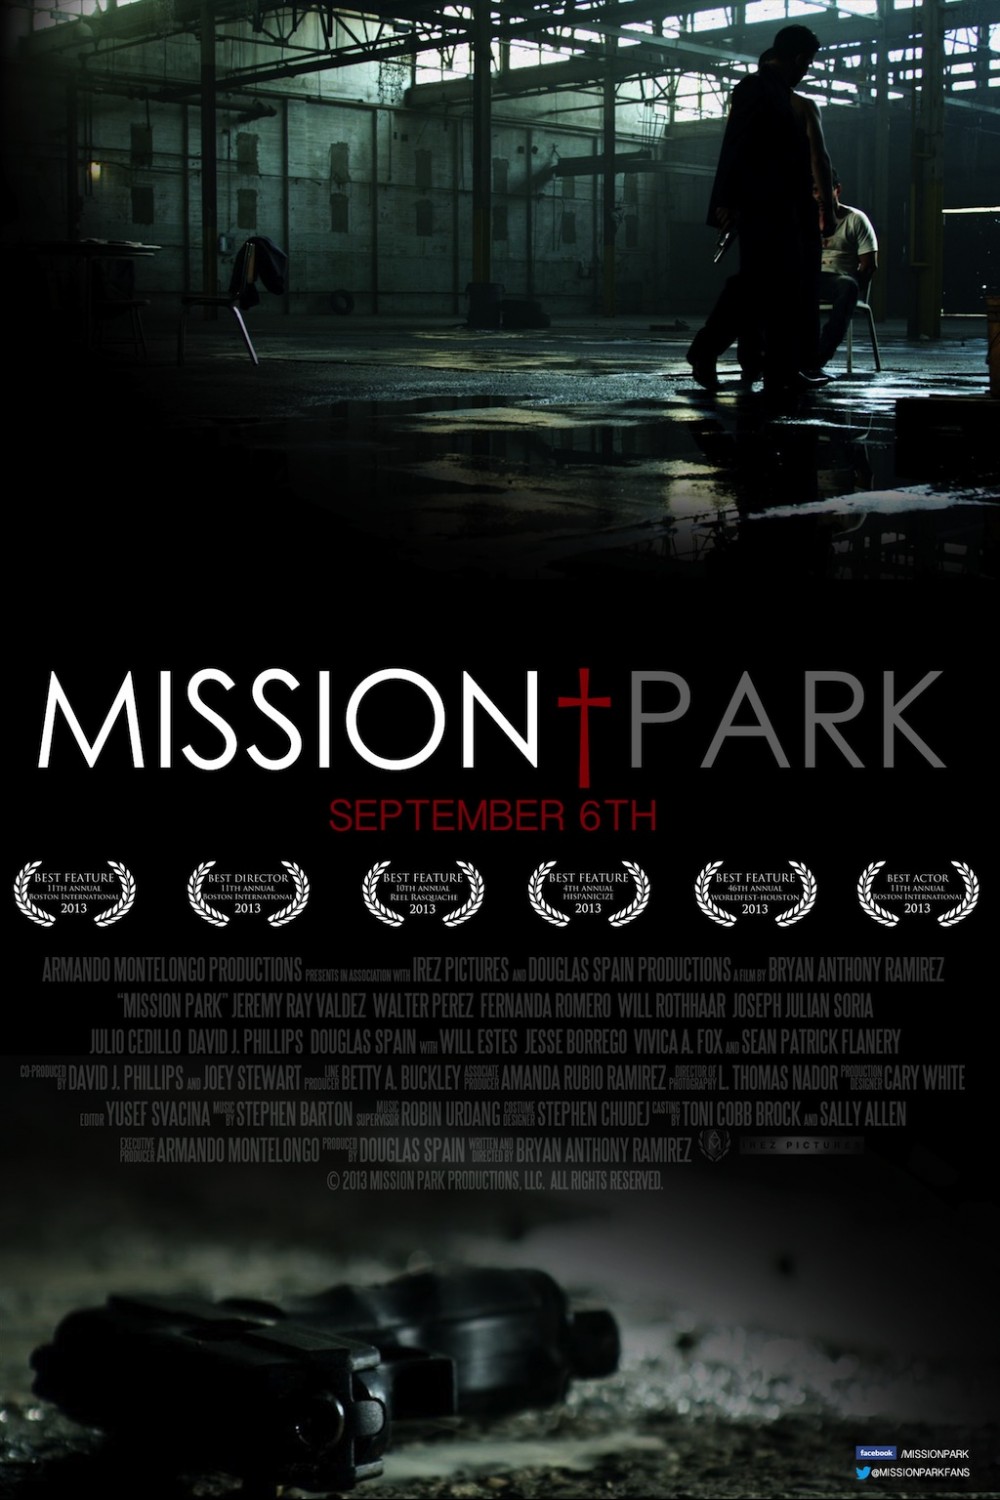 MISSION†PARK
SEPTEMBER 6TH
BEST FEATURE
11TH ANNUAL
BOSTON INTERNATIONAL
2013
BEST DIRECTOR
11TH ANNUAL
BOSTON INTERNATIONAL
2013
BEST FEATURE
10TH ANNUAL
REEL RASQUACHE
2013
BEST FEATURE
4TH ANNUAL
HISPANICIZE
2013
BEST FEATURE
46TH ANNUAL
WORLDFEST-HOUSTON
2013
BEST ACTOR
11TH ANNUAL
BOSTON INTERNATIONAL
2013
ARMANDO MONTELONGO PRODUCTIONS PRESENTS IN ASSOCIATION WITH IREZ PICTURES AND DOUGLAS SPAIN PRODUCTIONS A FILM BY BRYAN ANTHONY RAMIREZ
"MISSION PARK" JEREMY RAY VALDEZ WALTER PEREZ FERNANDA ROMERO WILL ROTHHAAR JOSEPH JULIAN SORIA
JULIO CEDILLO DAVID J. PHILLIPS DOUGLAS SPAIN WITH WILL ESTES JESSE BORREGO VIVICA A. FOX AND SEAN PATRICK FLANERY
CO-PRODUCED BY DAVID J. PHILLIPS AND JOEY STEWART LINE PRODUCER BETTY A. BUCKLEY ASSOCIATE PRODUCER AMANDA RUBIO RAMIREZ DIRECTOR OF PHOTOGRAPHY L. THOMAS NADOR PRODUCTION DESIGNER CARY WHITE
EDITOR YUSEF SVACINA MUSIC BY STEPHEN BARTON MUSIC SUPERVISOR ROBIN URDANG COSTUME DESIGNER STEPHEN CHUDEJ CASTING BY TONI COBB BROCK AND SALLY ALLEN
EXECUTIVE PRODUCER ARMANDO MONTELONGO PRODUCED BY DOUGLAS SPAIN WRITTEN AND DIRECTED BY BRYAN ANTHONY RAMIREZ IREZ PICTURES
© 2013 MISSION PARK PRODUCTIONS, LLC. ALL RIGHTS RESERVED.
facebook /MISSIONPARK
@MISSIONPARKFANS